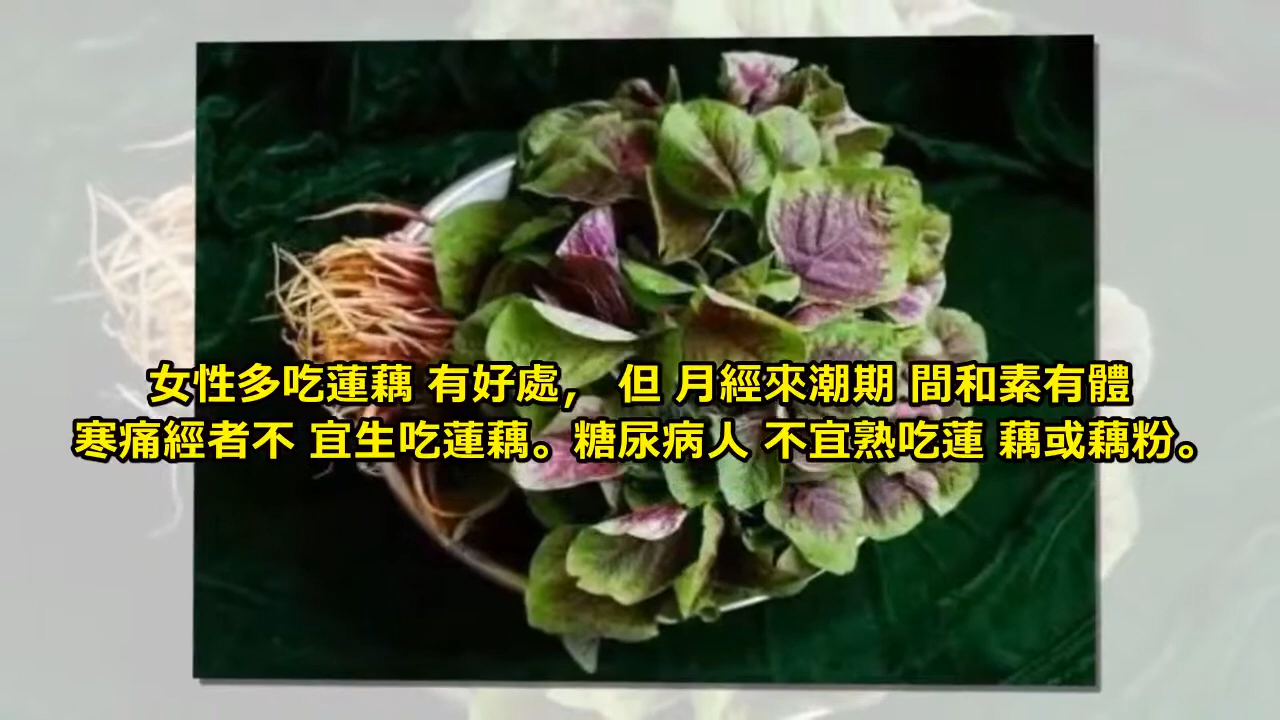 女性多吃蓮藕 有好處， 但 月經來潮期 間和素有體
寒痛經者不 宜生吃蓮藕。糖尿病人 不宜熟吃蓮 藕或藕粉。